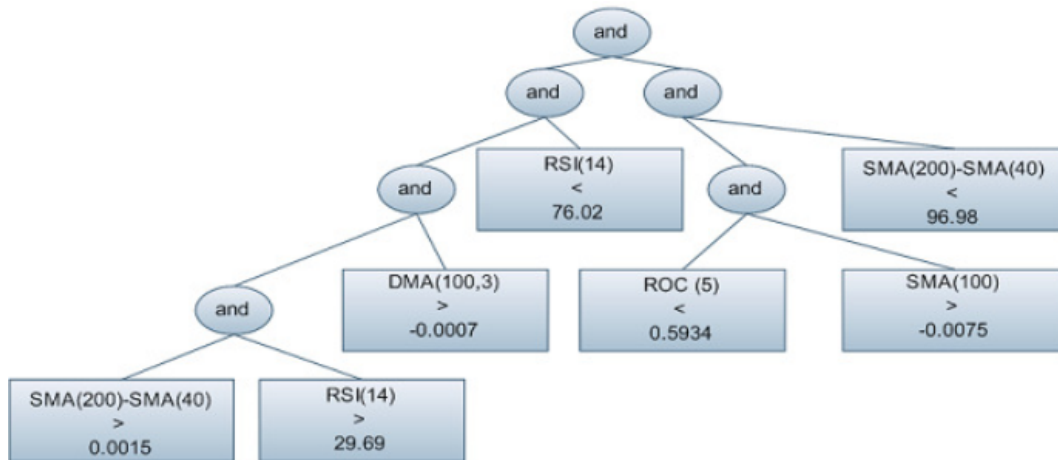 and
and
and
and
RSI(14)
<
76.02
and
SMA(200)-SMA(40)
<
96.98
and
DMA(100,3)
>
-0.0007
ROC (5)
<
0.5934
SMA(100)
>
-0.0075
SMA(200)-SMA(40)
>
0.0015
RSI(14)
>
29.69